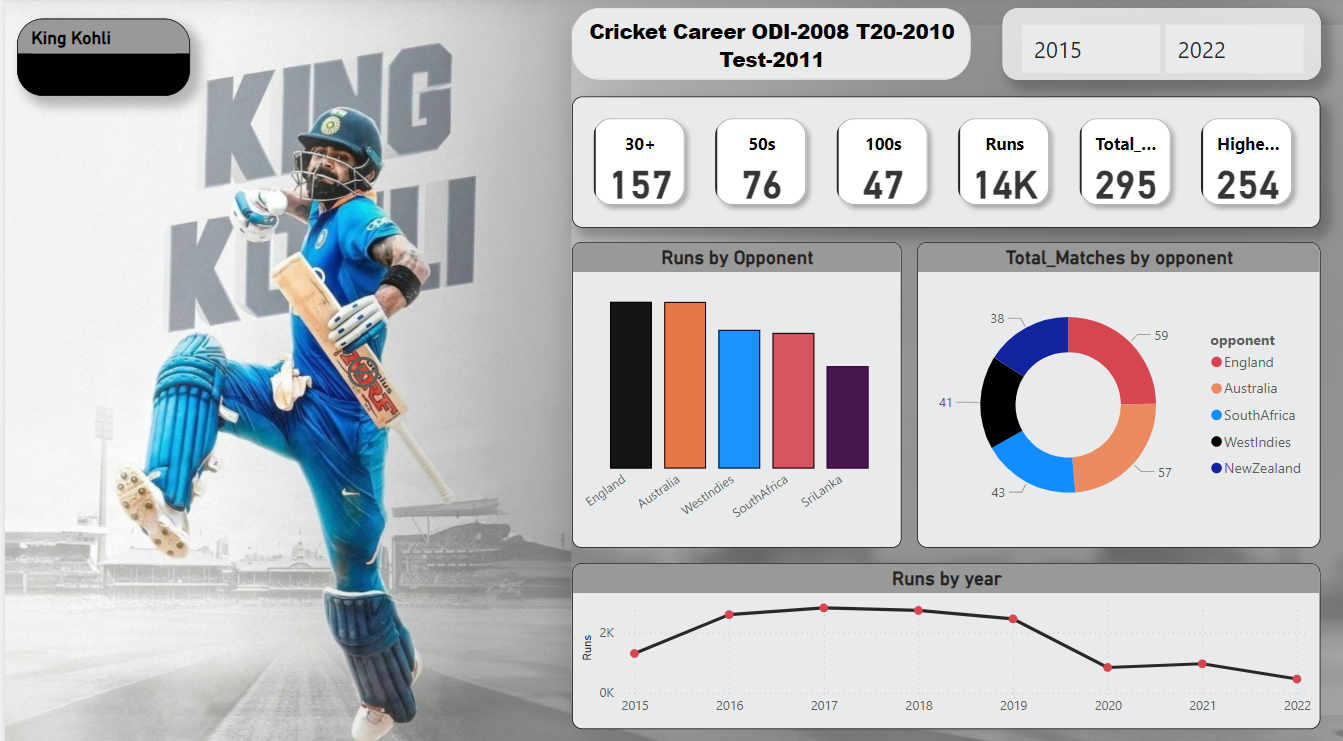 King Kohli
KING
KOHLI
MRF
Cricket Career ODI-2008 T20-2010
Test-2011
2015
2022
30+
157
50s
76
100s
47
Runs
14K
Total_...
295
Highe...
254
Runs by Opponent
England
Australia
WestIndies
SouthAfrica
SriLanka
Total_Matches by opponent
38
59
41
43
57
opponent
England
Australia
SouthAfrica
WestIndies
NewZealand
Runs by year
Runs
2K
0K
2015 2016 2017 2018 2019 2020 2021 2022